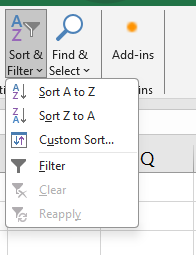 Sort & Filter
Find & Select
Add-ins
Sort A to Z
Sort Z to A
Custom Sort...
Filter
Clear
Reapply
Q